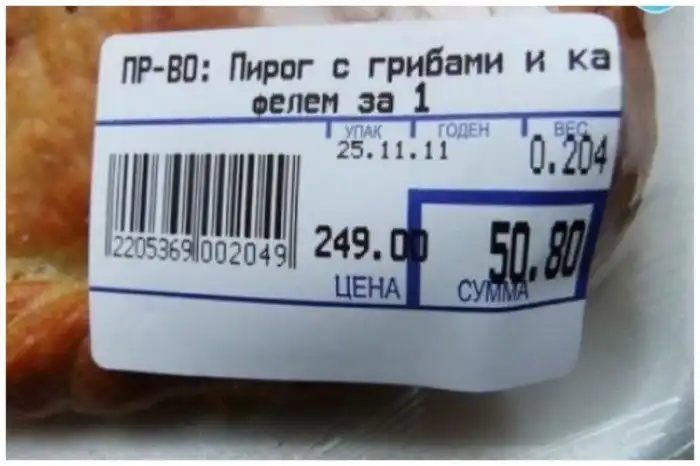 ПР-ВО: Пирог с грибами и ка
фелем за 1
УПАК ГОДЕН ВЕС
25.11.11 0.204
2205369 002049
249.00 50.80
ЦЕНА СУММА